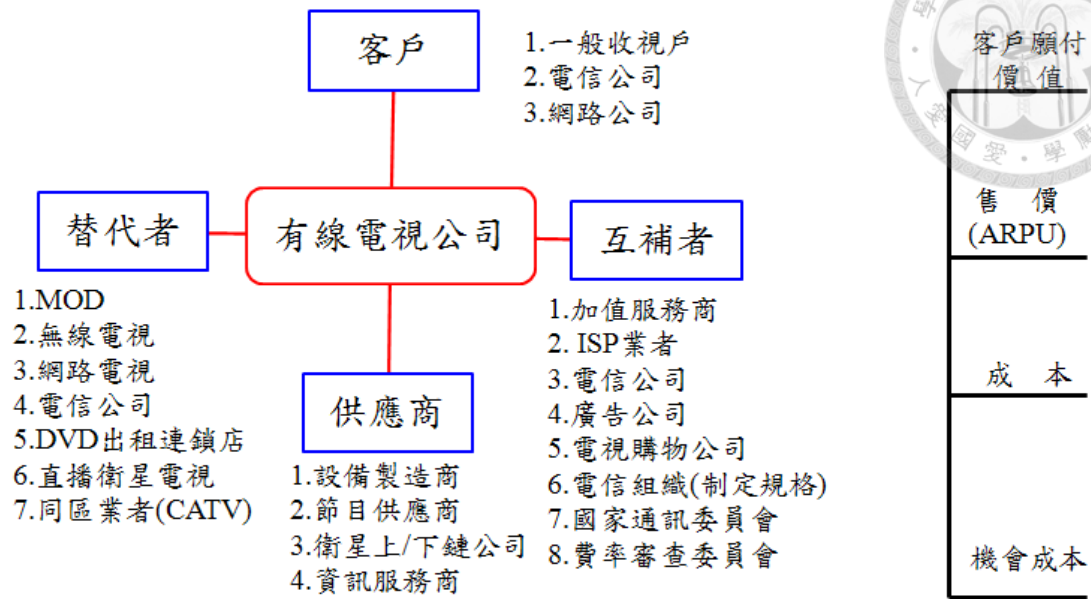 客戶
1.一般收視戶
2.電信公司
3.網路公司
替代者
有線電視公司
互補者
1.MOD
2.無線電視
3.網路電視
4.電信公司
5.DVD出租連鎖店
6.直播衛星電視
7.同區業者(CATV)
供應商
1.設備製造商
2.節目供應商
3.衛星上/下鏈公司
4.資訊服務商
1.加值服務商
2. ISP業者
3.電信公司
4.廣告公司
5.電視購物公司
6.電信組織(制定規格)
7.國家通訊委員會
8.費率審查委員會
客戶願付
價值
售 價
(ARPU)
成 本
機會成本
學
人愛國愛・學